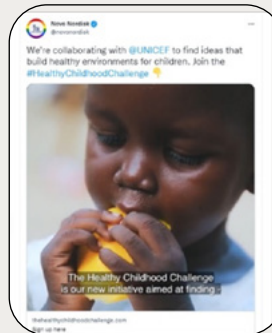 Novo Nordisk
@novonordisk
We're collaborating with @UNICEF to find ideas that
build healthy environments for children. Join the
#HealthyChildhoodChallenge 👇
The Healthy Childhood Challenge
is our new initiative aimed at finding -
thehealthychildhoodchallenge.com
Sign up here